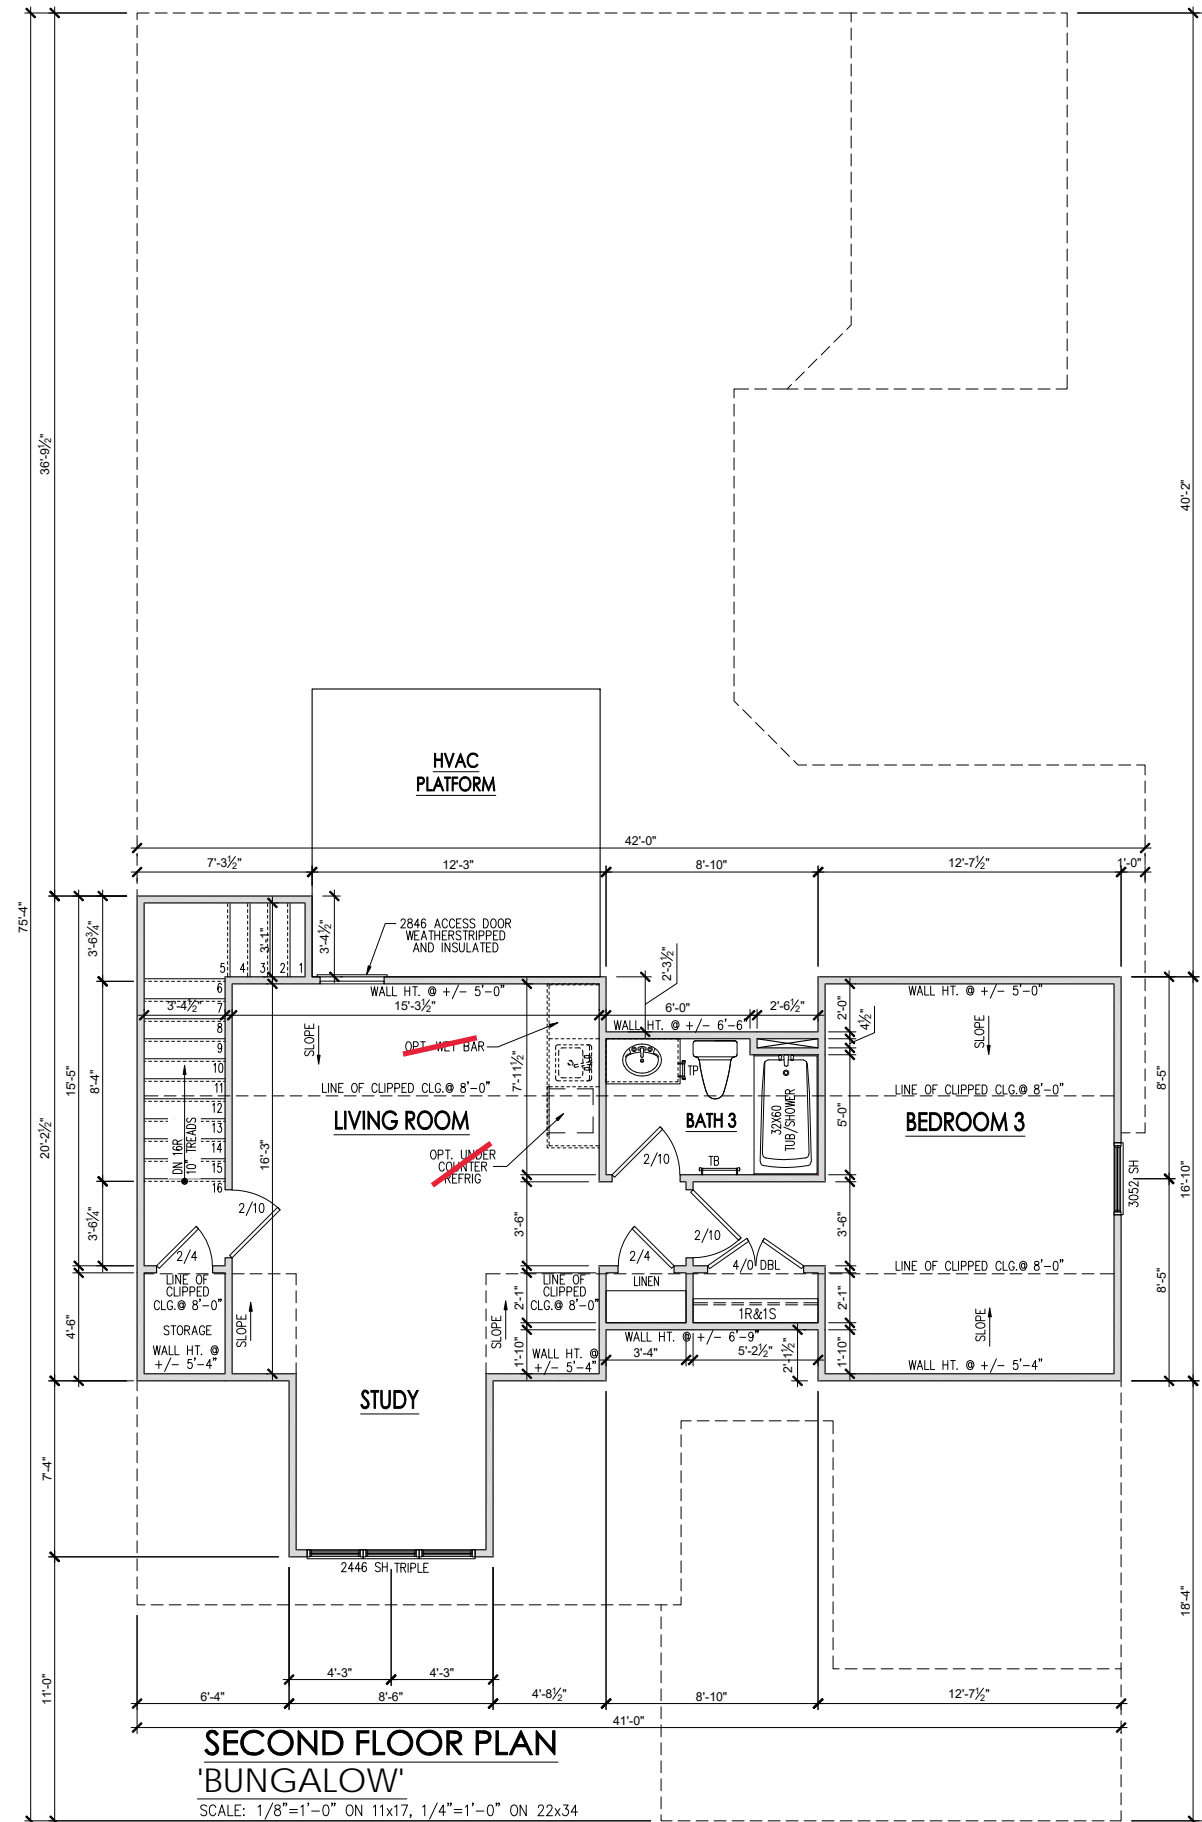 36'-9½"
40'-2"
75'-4"
HVAC
PLATFORM
42'-0"
7'-3½"
12'-3"
8'-10"
12'-7½"
1'-0"
3'-6¾"
3'-1"
3'-4½"
2846 ACCESS DOOR
WEATHERSTRIPPED
AND INSULATED
2'-3½"
5 4 3 2 1
6
7
8
9
10
11
12
13
14
15
16
3'-4½"
15'-3½"
WALL HT. @ +/- 5'-0"
6'-0"
2'-6½"
2'-0"
4½"
WALL HT. @ +/- 5'-0"
WALL HT. @ +/- 6'-6"
SLOPE
OPT. WET BAR
7'-11½"
SLOPE
LINE OF CLIPPED CLG.@ 8'-0"
TP
LINE OF CLIPPED CLG.@ 8'-0"
15'-5"
8'-4"
8'-5"
LIVING ROOM
BATH 3
32X60
TUB/SHOWER
5'-0"
BEDROOM 3
DN 16R
10" TREADS
20'-2½"
16'-3"
OPT. UNDER
COUNTER
REFRIG
2/10
TB
3052 SH
16'-10"
3'-6¼"
2/10
3'-6"
2/10
3'-6"
2/4
2/4
4/0 DBL
LINE OF CLIPPED CLG.@ 8'-0"
LINE OF
CLIPPED
CLG.@ 8'-0"
LINE OF
CLIPPED
CLG.@ 8'-0"
LINEN
8'-5"
2'-1"
2'-1"
4'-6"
STORAGE
SLOPE
SLOPE
1R&1S
SLOPE
WALL HT. @
+/- 5'-4"
WALL HT. @
+/- 5'-4"
1'-10"
WALL HT. @ +/- 6'-9"
3'-4"
5'-2½"
2'-1½"
1'-10"
WALL HT. @ +/- 5'-4"
STUDY
7'-4"
2446 SH TRIPLE
18'-4"
11'-0"
4'-3"
4'-3"
6'-4"
8'-6"
4'-8½"
8'-10"
12'-7½"
41'-0"
SECOND FLOOR PLAN
'BUNGALOW'
SCALE: 1/8"=1'-0" ON 11x17, 1/4"=1'-0" ON 22x34